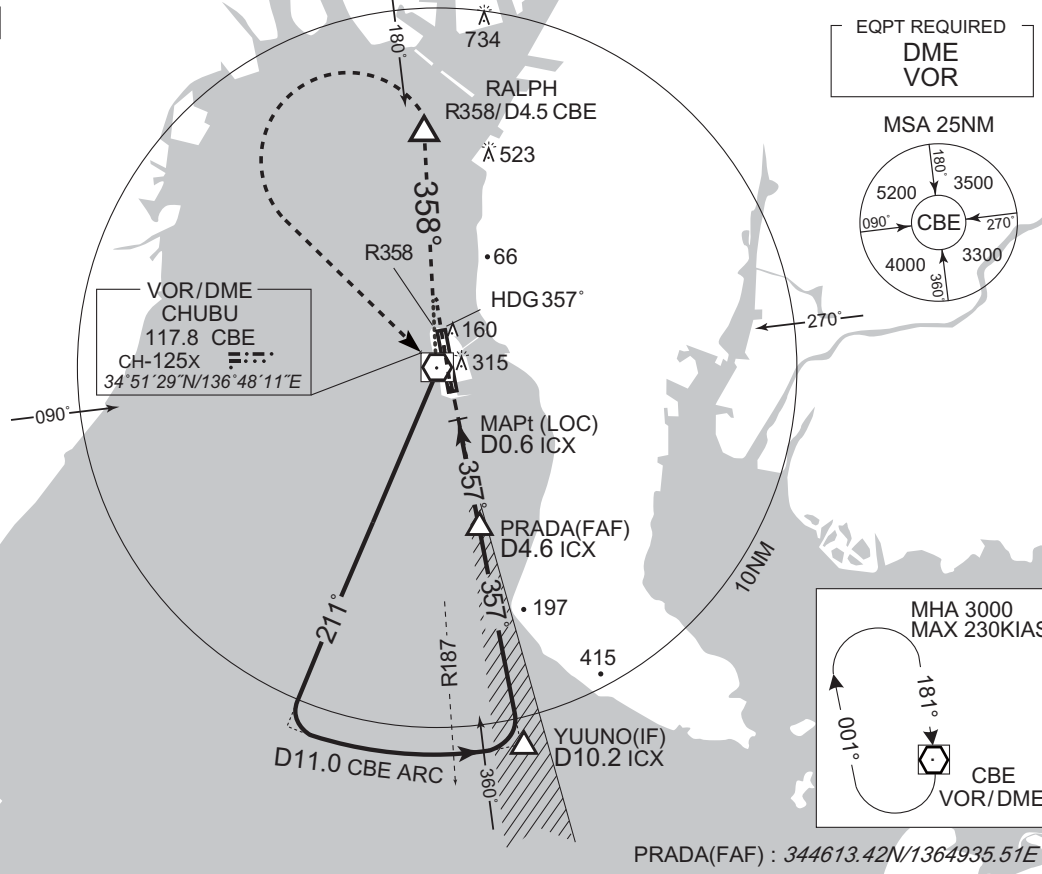 180°
734
EQPT REQUIRED
DME
VOR
RALPH
R358/ D4.5 CBE
523
MSA 25NM
180°
5200
3500
CBE
090°
270°
4000
3300
360°
358°
R358
66
HDG 357°
VOR/DME
CHUBU
117.8 CBE
CH-125X
34°51´29˝N/136°48´11˝E
160
315
270°
090°
MAPt (LOC)
D0.6 ICX
357°
PRADA(FAF)
D4.6 ICX
357°
10NM
197
211°
R187
415
MHA 3000
MAX 230KIAS
181°
001°
CBE
VOR/DME
YUUNO(IF)
D10.2 ICX
D11.0 CBE ARC
360°
PRADA(FAF) : 344613.42N/1364935.51E